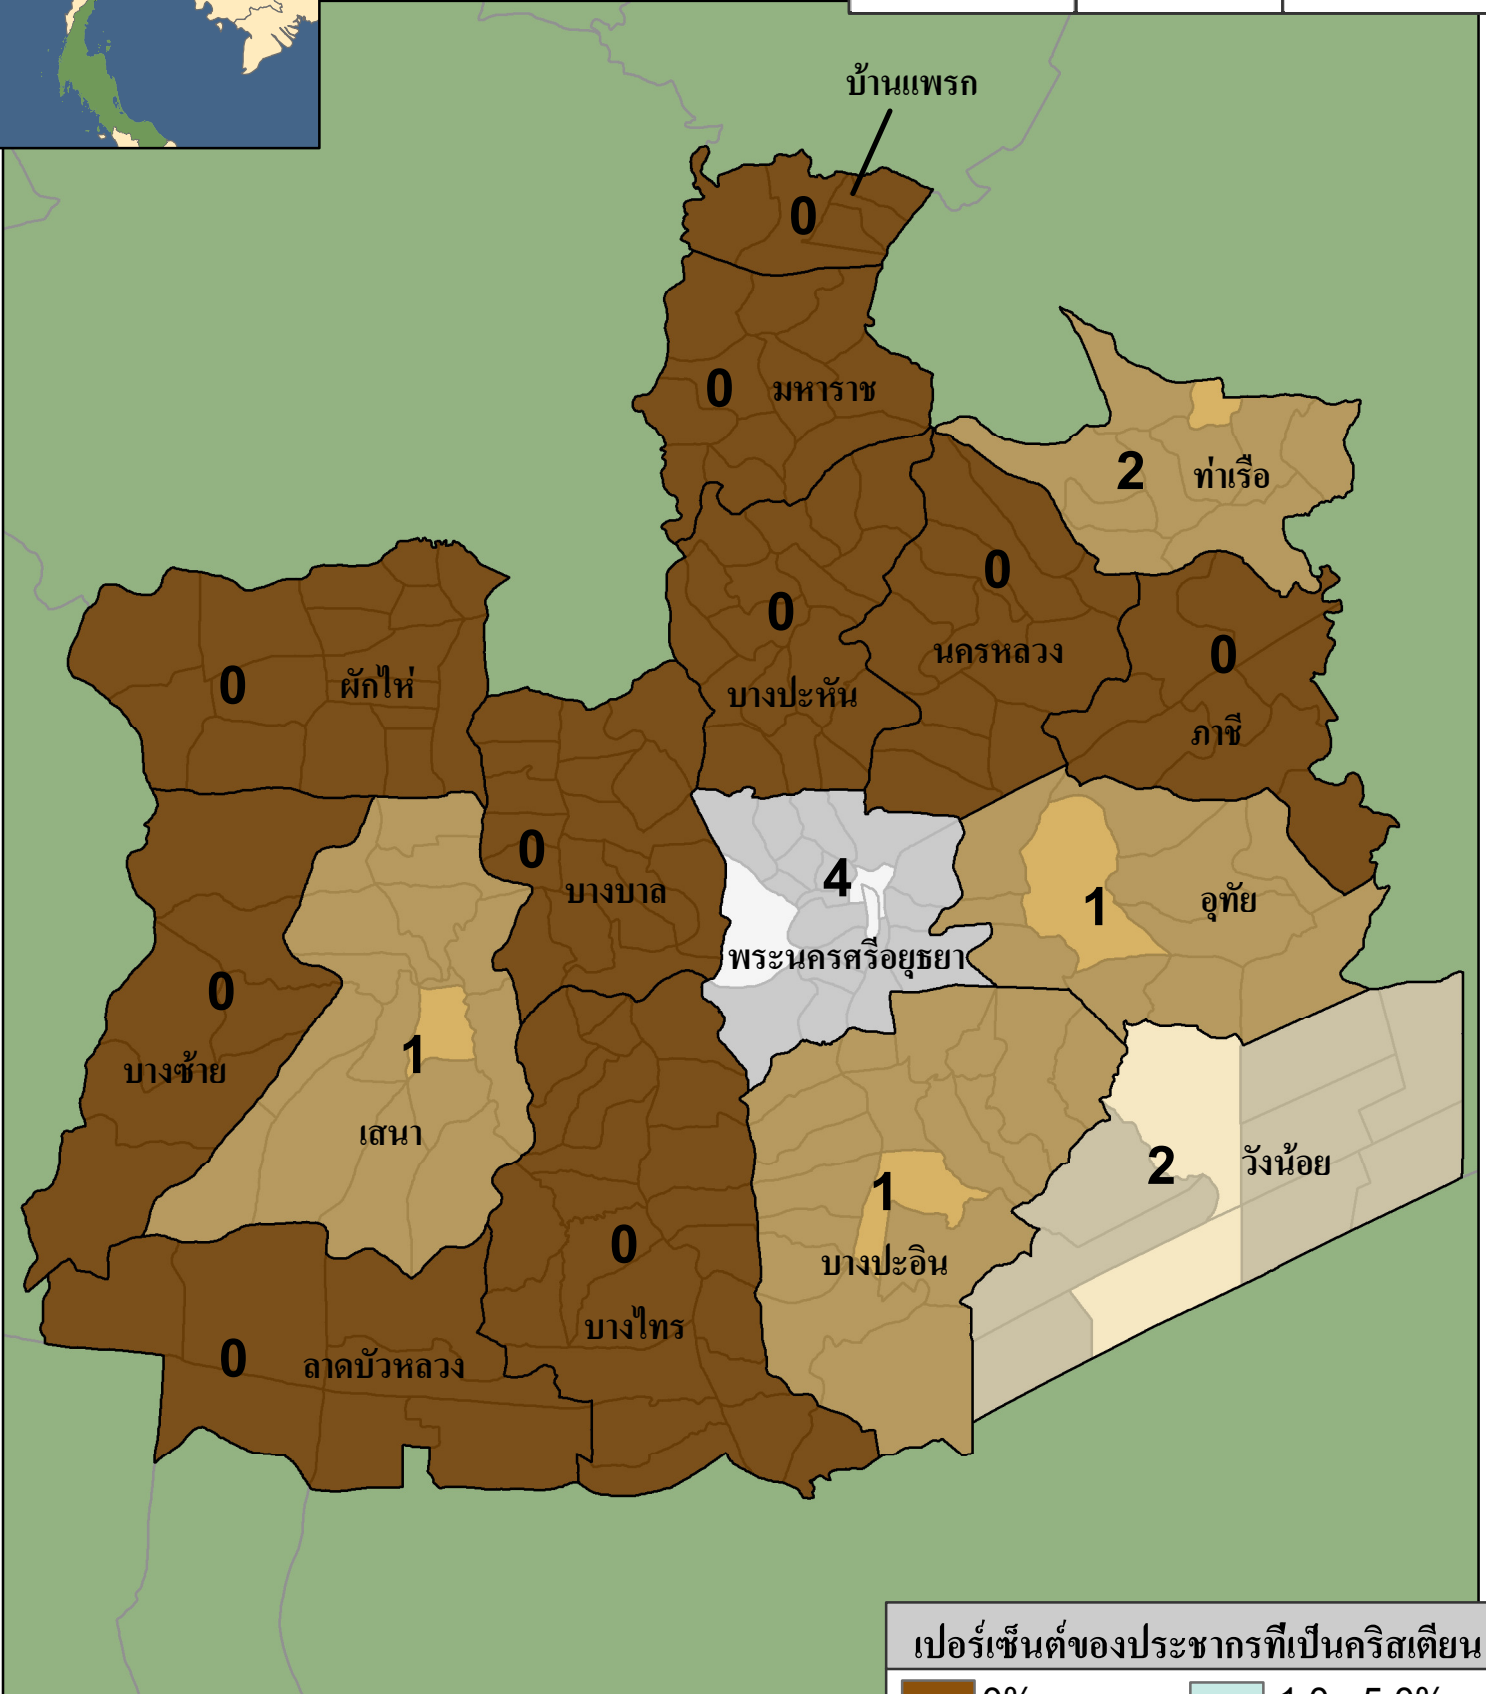 บ้านแพรก
0
0 มหาราช
2 ท่าเรือ
0
นครหลวง
0
บางปะหัน
0
ภาชี
0 ผักไห่
0
บางบาล
4
พระนครศรีอยุธยา
1
อุทัย
0
บางซ้าย
1
เสนา
2 วังน้อย
1
บางปะอิน
0
บางไทร
0 ลาดบัวหลวง
เปอร์เซ็นต์ของประชากรที่เป็นคริสเตียน